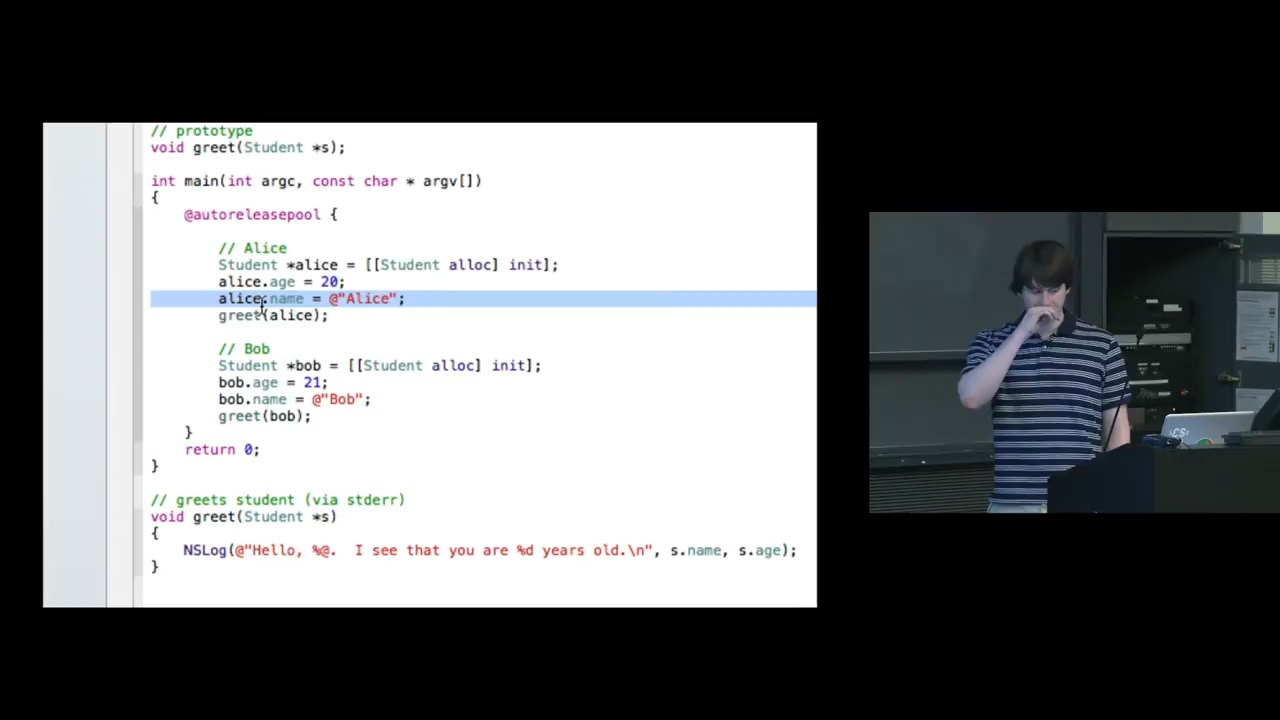 // prototype
void greet(Student *s);
int main(int argc, const char * argv[])
{
@autoreleasepool {
// Alice
Student *alice = [[Student alloc] init];
alice.age = 20;
alice.name = @"Alice";
greet(alice);
// Bob
Student *bob = [[Student alloc] init];
bob.age = 21;
bob.name = @"Bob";
greet(bob);
}
return 0;
}
// greets student (via stderr)
void greet(Student *s)
{
NSLog(@"Hello, %@.  I see that you are %d years old.\n", s.name, s.age);
}